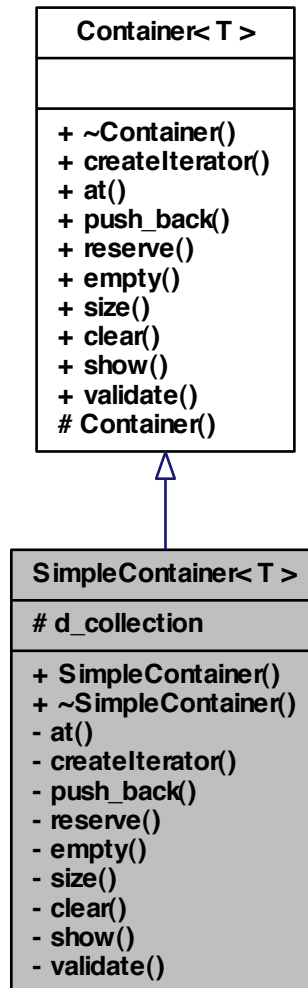 Container< T >
+ ~Container()
+ createIterator()
+ at()
+ push_back()
+ reserve()
+ empty()
+ size()
+ clear()
+ show()
+ validate()
# Container()
SimpleContainer< T >
# d_collection
+ SimpleContainer()
+ ~SimpleContainer()
- at()
- createIterator()
- push_back()
- reserve()
- empty()
- size()
- clear()
- show()
- validate()